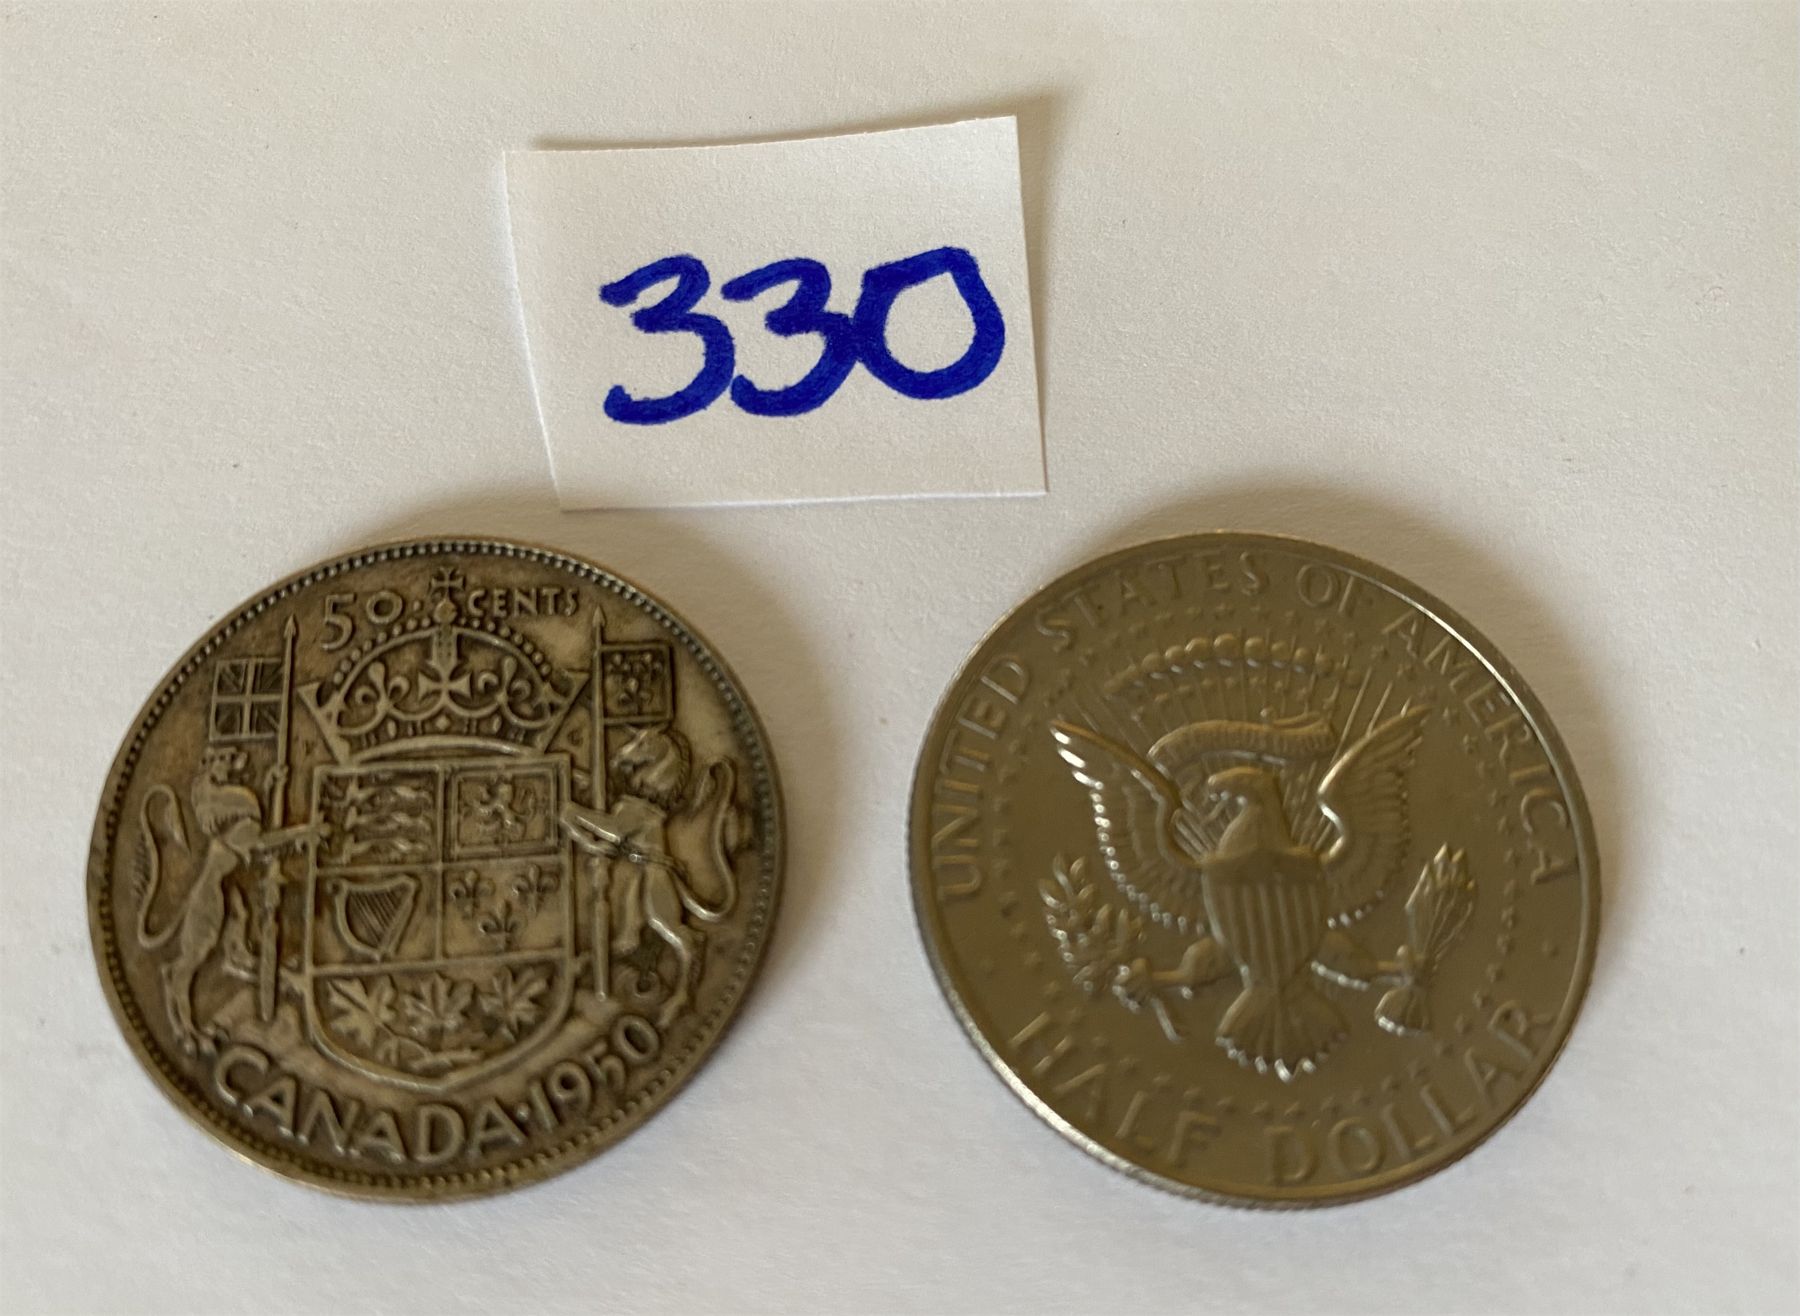 330
50 · CENTS
CANADA · 1950
UNITED STATES OF AMERICA
HALF DOLLAR